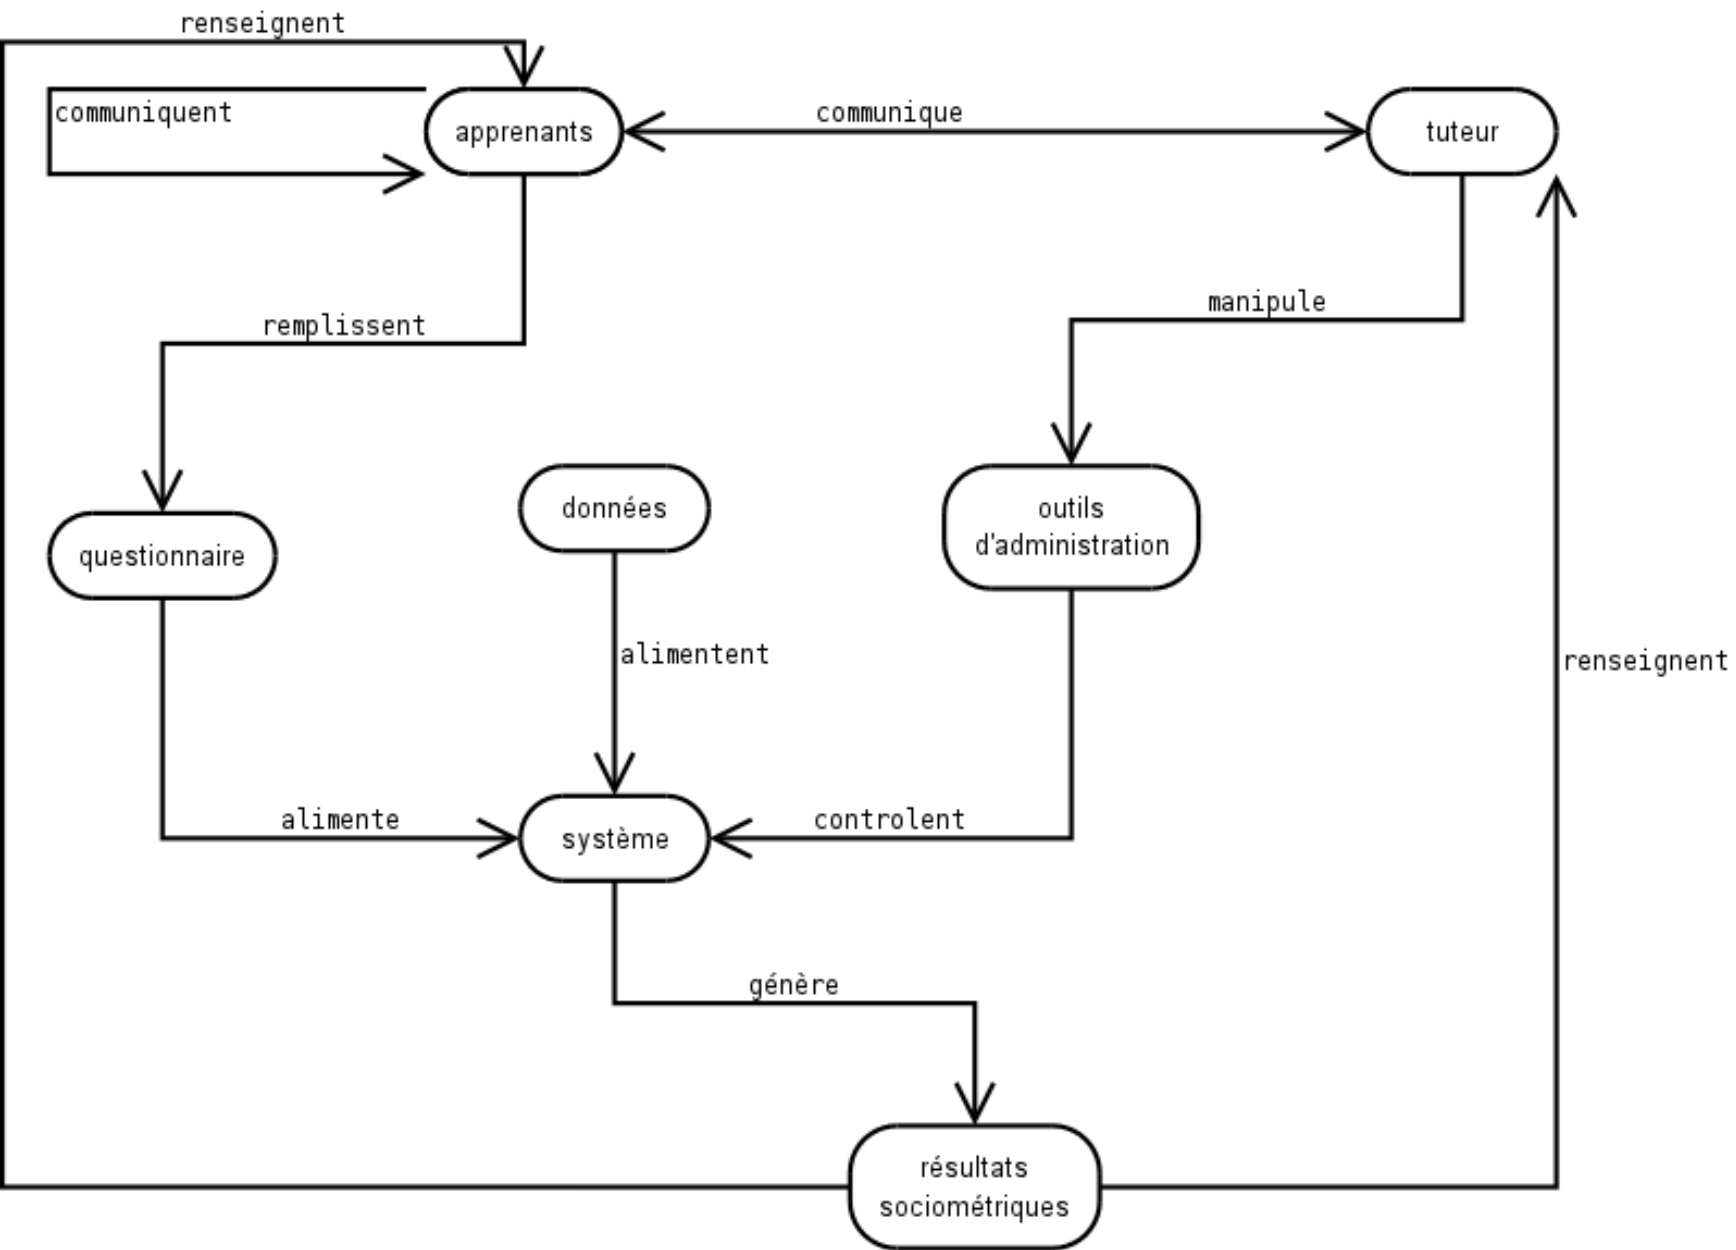 renseignent
communiquent
apprenants
communique
tuteur
manipule
remplissent
données
outils
d'administration
questionnaire
alimentent
renseignent
alimente
système
controlent
génère
résultats
sociométriques